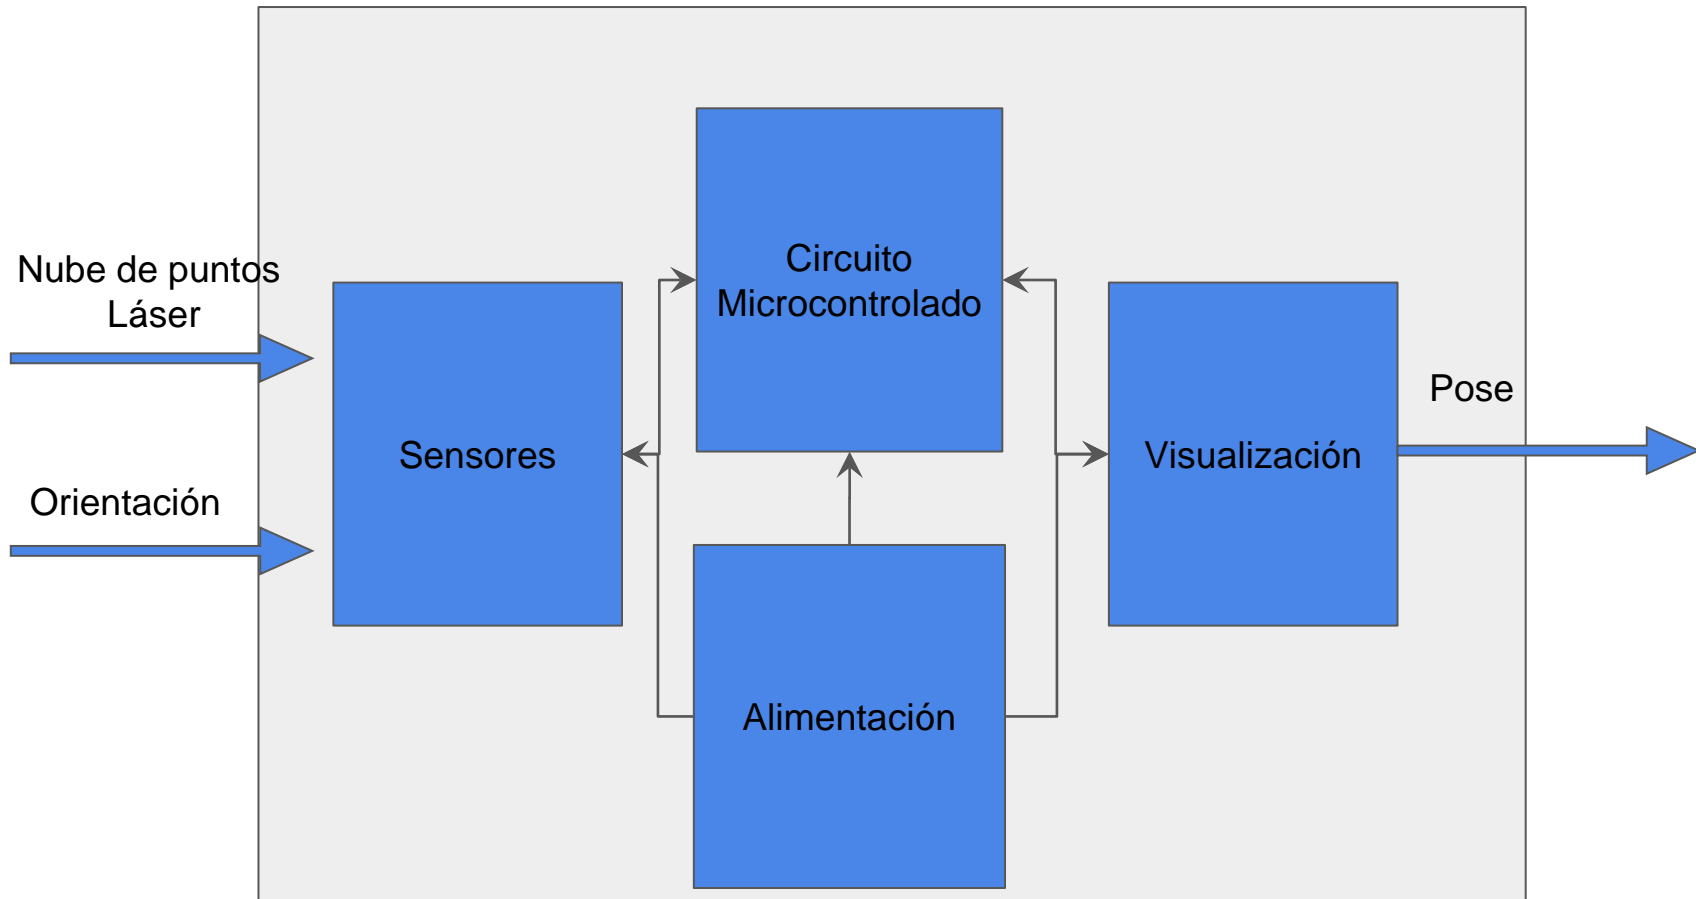 Nube de puntos
Láser
Orientación
Sensores
Circuito
Microcontrolado
Alimentación
Visualización
Pose